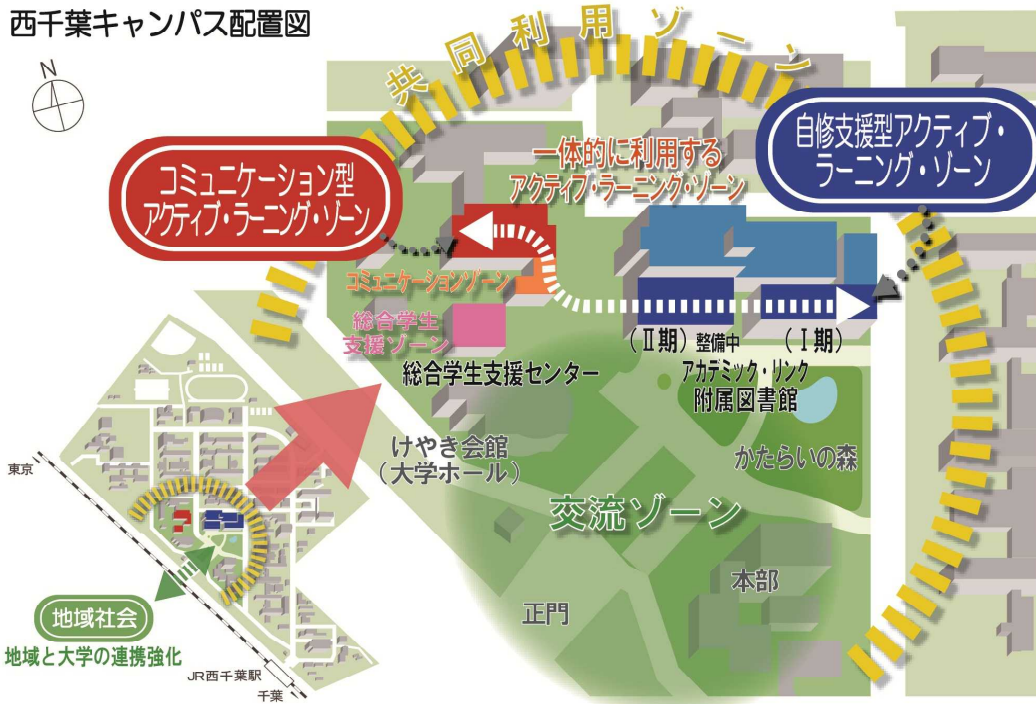 西千葉キャンパス配置図
N
共同利用ゾーン
コミュニケーション型
アクティブ・ラーニング・ゾーン
一体的に利用する
アクティブ・ラーニング・ゾーン
自修支援型アクティブ・
ラーニング・ゾーン
コミュニケーションゾーン
総合学生
支援ゾーン
総合学生支援センター
(Ⅱ期) 整備中 (Ⅰ期)
アカデミック・リンク
附属図書館
けやき会館
(大学ホール)
かたらいの森
交流ゾーン
本部
正門
東京
地域社会
地域と大学の連携強化
JR西千葉駅
千葉